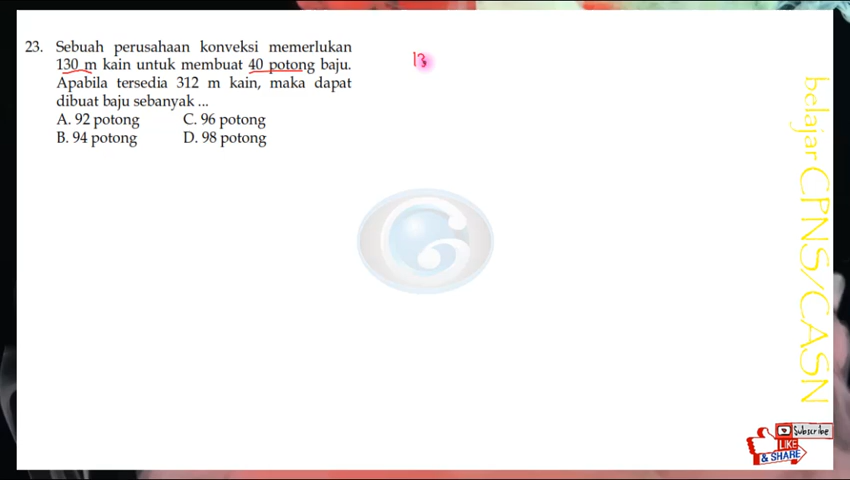 23. Sebuah perusahaan konveksi memerlukan
130 m kain untuk membuat 40 potong baju.
Apabila tersedia 312 m kain, maka dapat
dibuat baju sebanyak ...
A. 92 potong C. 96 potong
B. 94 potong D. 98 potong
13
belajar CPNS/CASN
Subscribe
LIKE
& SHARE